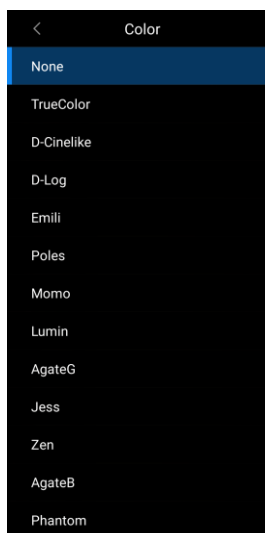 Color
None
TrueColor
D-Cinelike
D-Log
Emili
Poles
Momo
Lumin
AgateG
Jess
Zen
AgateB
Phantom